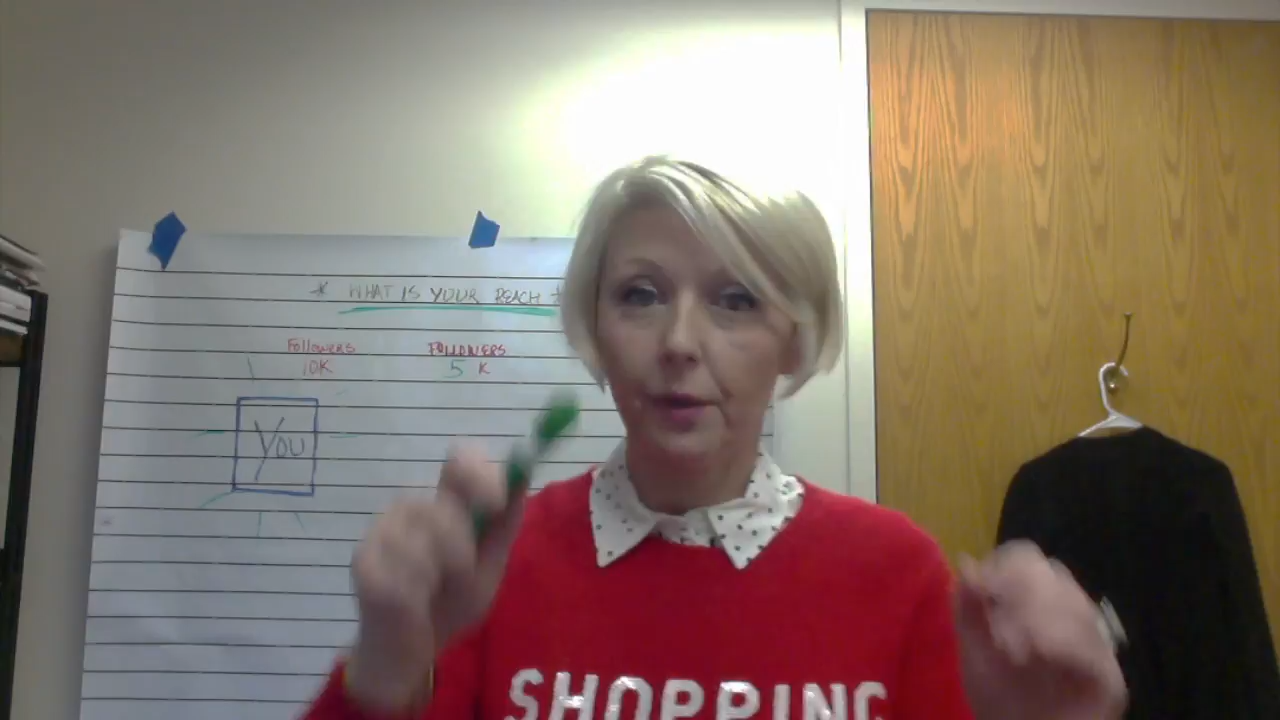 * WHAT IS YOUR REACH *
Followers FOLLOWERS
10K 5 K
You
SHOPPING